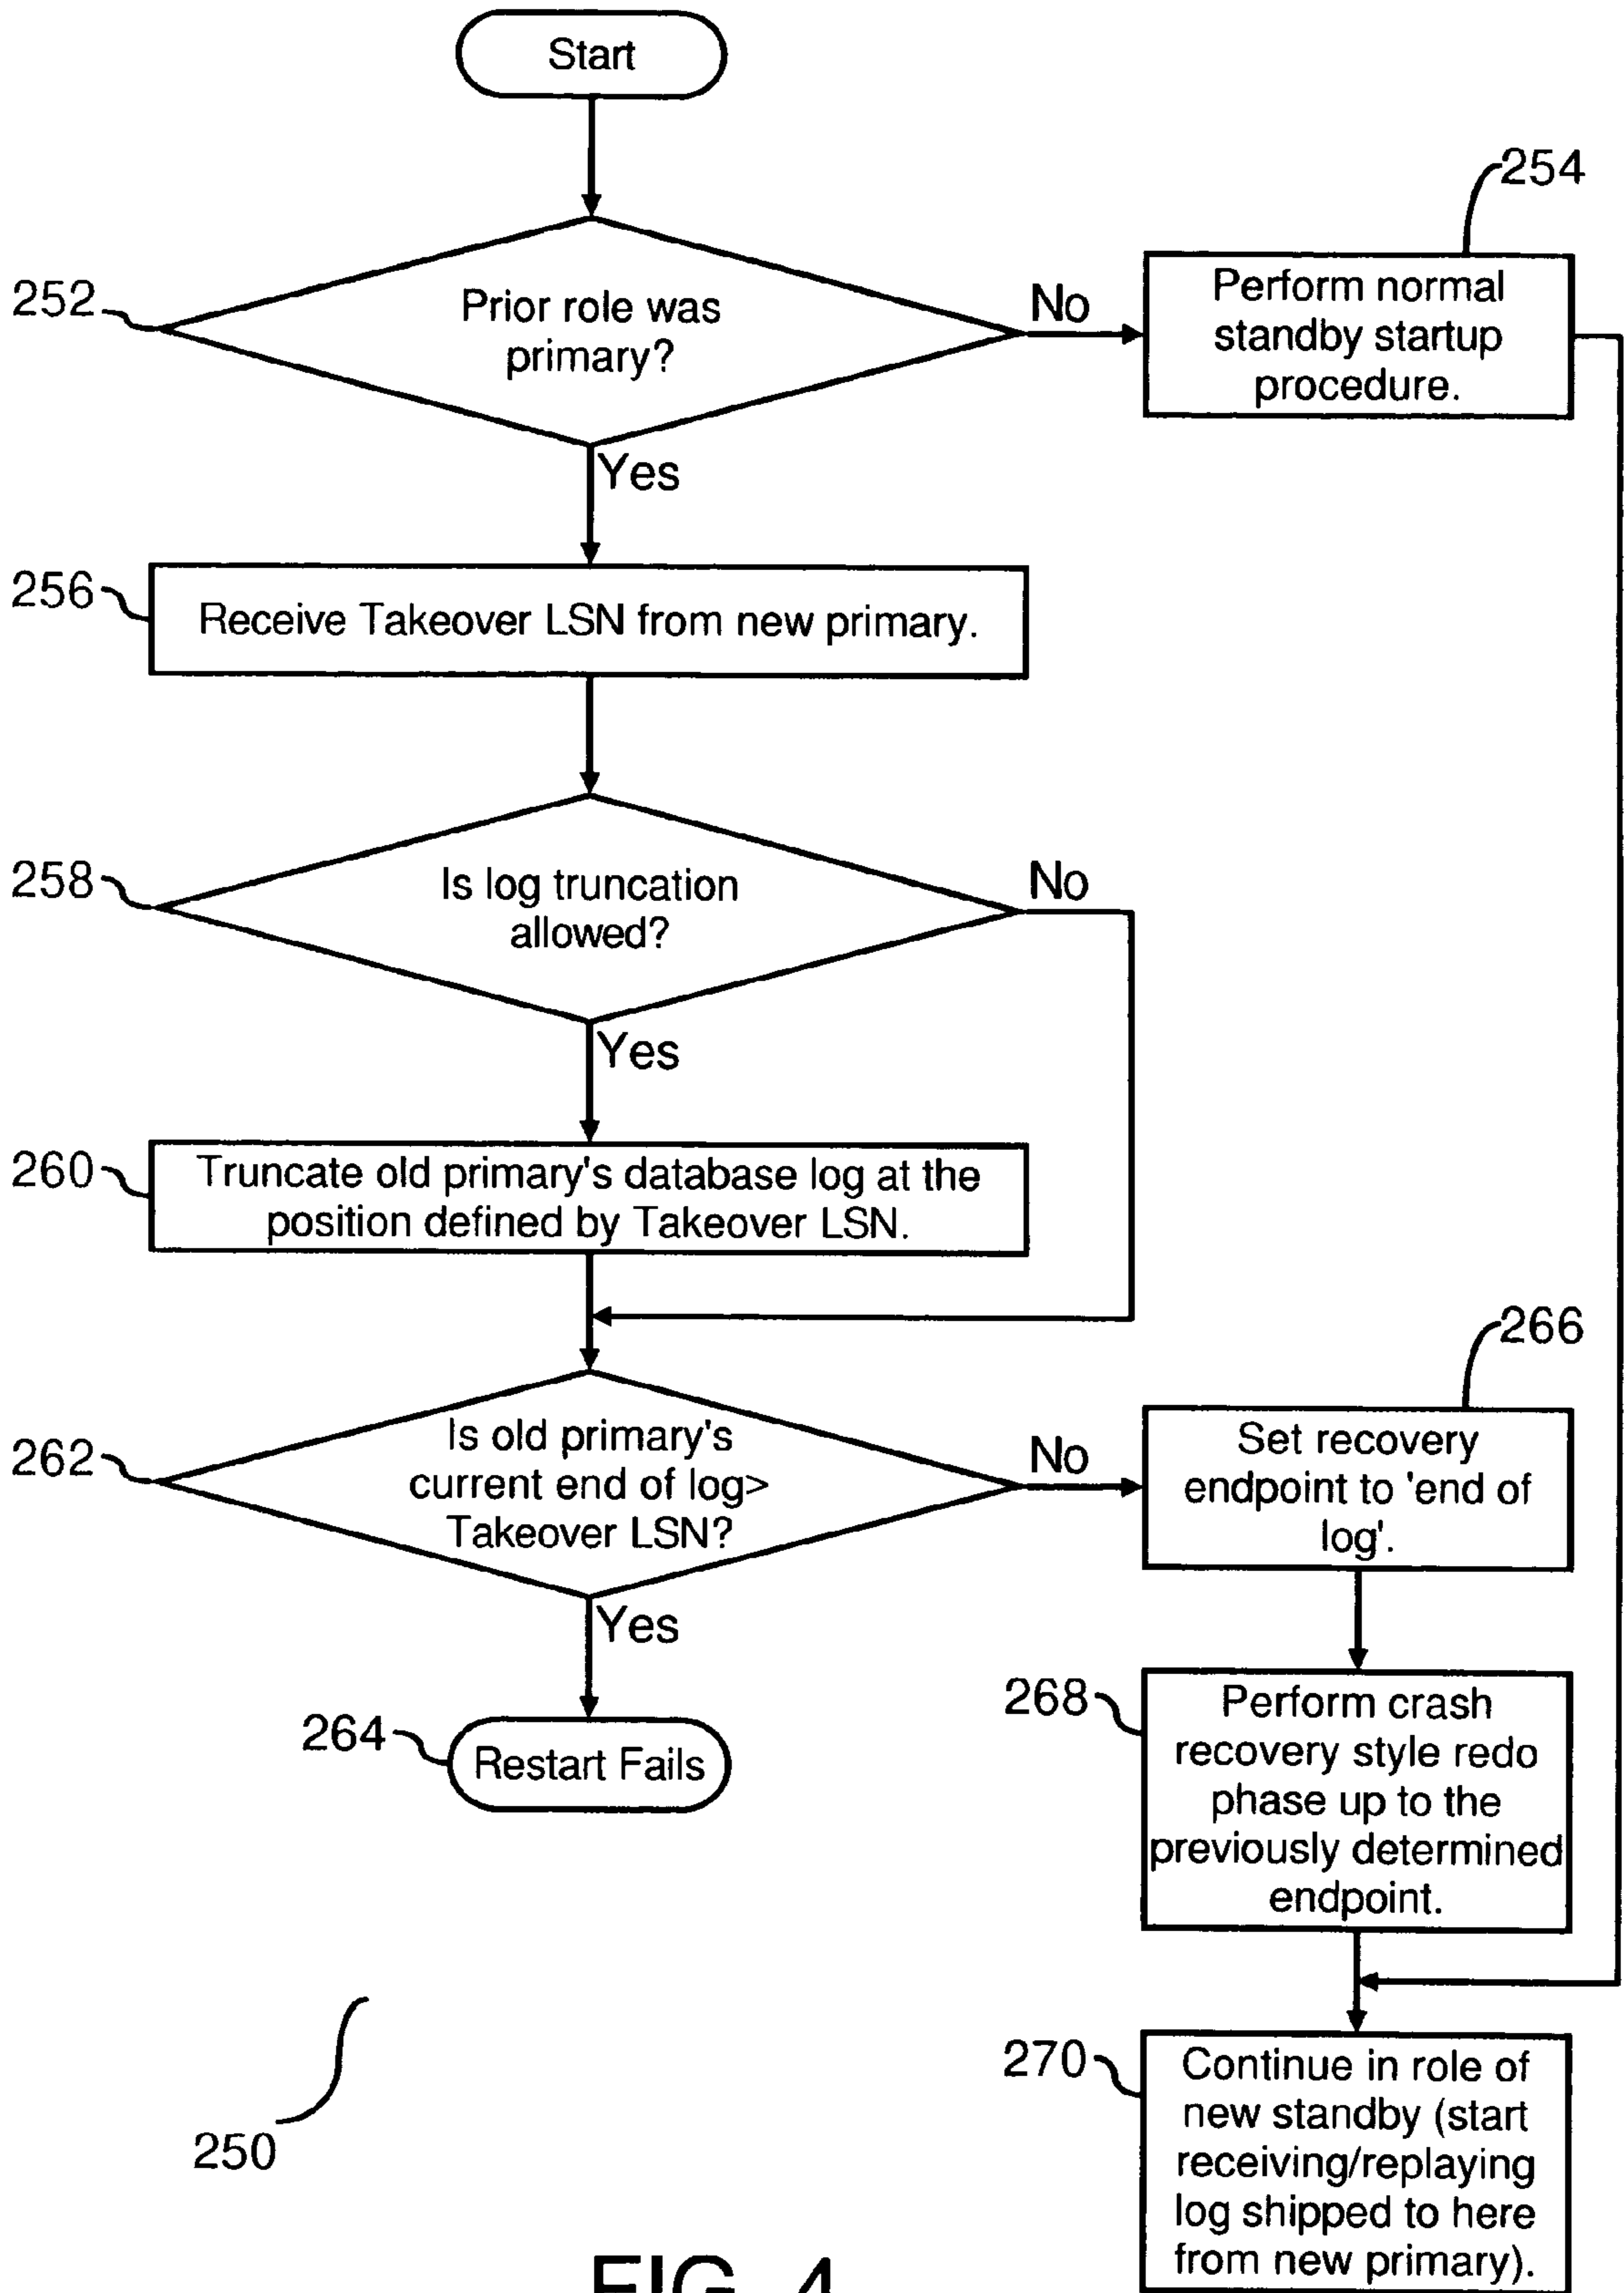 Start
254
252
Prior role was
primary?
No
Perform normal
standby startup
procedure.
Yes
256
Receive Takeover LSN from new primary.
258
Is log truncation
allowed?
No
Yes
260
Truncate old primary's database log at the
position defined by Takeover LSN.
266
262
Is old primary's
current end of log>
Takeover LSN?
No
Set recovery
endpoint to 'end of
log'.
Yes
264
Restart Fails
268
Perform crash
recovery style redo
phase up to the
previously determined
endpoint.
270
Continue in role of
new standby (start
receiving/replaying
log shipped to here
from new primary).
250
FIG. 4